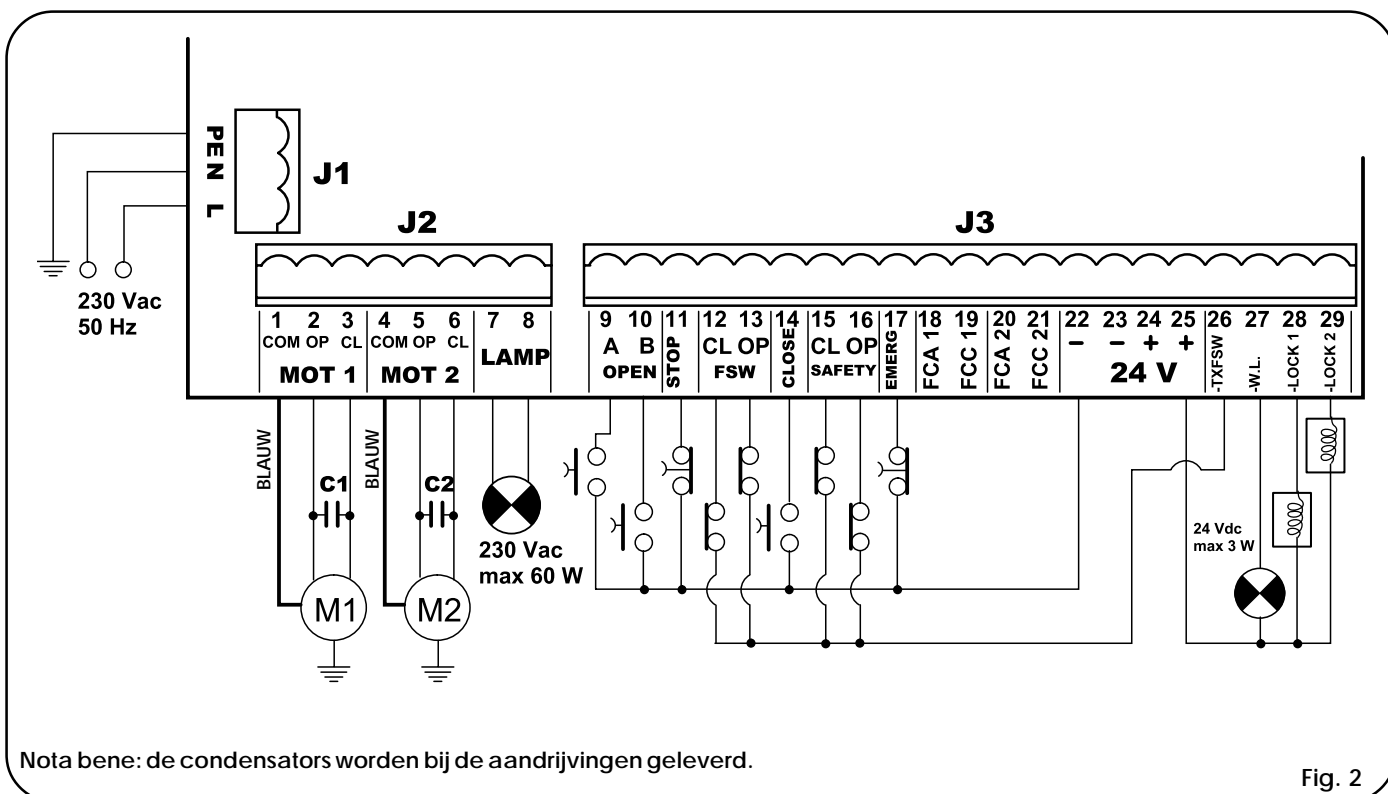 PE N L
J1
J2
J3
230 Vac
50 Hz
1 2 3 4 5 6 7 8
COM OP CL COM OP CL
MOT 1 MOT 2 LAMP
9 10 11 12 13 14 15 16 17 18 19 20 21 22 23 24 25 26 27 28 29
A B
OPEN
STOP
CL OP
FSW
CLOSE
CL OP
SAFETY
EMERG
FCA 1
FCC 1
FCA 2
FCC 2
– – + +
24 V
-TXFSW
-W.L.
-LOCK 1
-LOCK 2
BLAUW
C1
BLAUW
C2
M1
M2
230 Vac
max 60 W
24 Vdc
max 3 W
Nota bene: de condensators worden bij de aandrijvingen geleverd.
Fig. 2